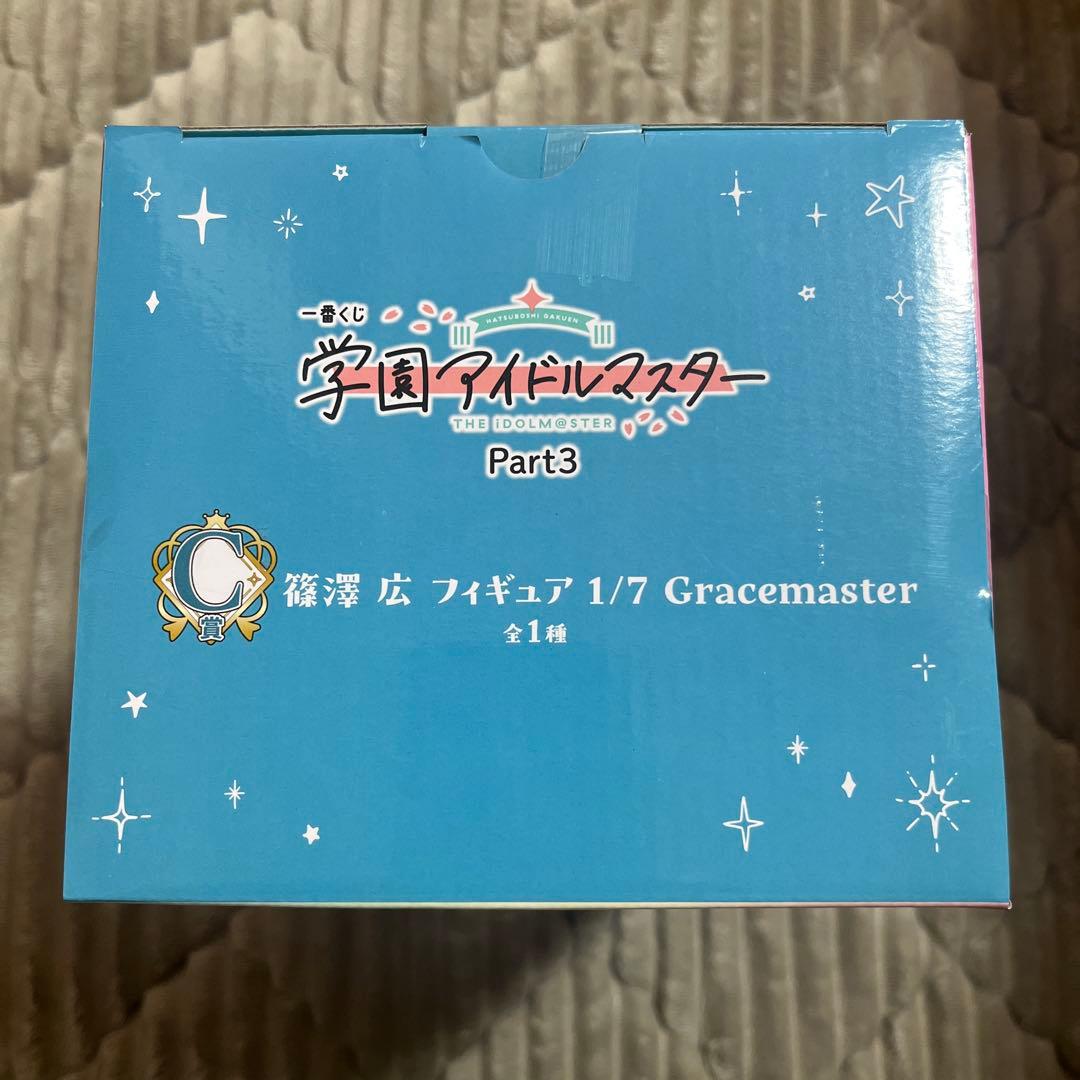 一番くじ
HATSUBOSHI GAKUEN
学園アイドルマスター
THE iDOLM@STER
Part3
C賞
篠澤 広 フィギュア 1/7 Gracemaster
全1種